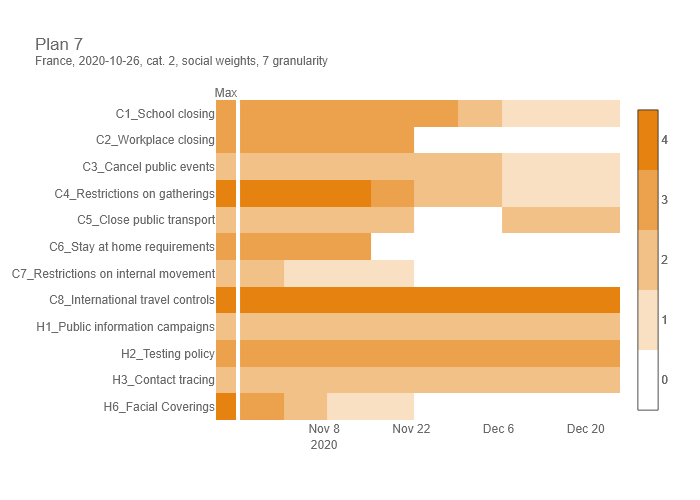 Plan 7
France, 2020-10-26, cat. 2, social weights, 7 granularity
Max
C1_School closing
C2_Workplace closing
C3_Cancel public events
C4_Restrictions on gatherings
C5_Close public transport
C6_Stay at home requirements
C7_Restrictions on internal movement
C8_International travel controls
H1_Public information campaigns
H2_Testing policy
H3_Contact tracing
H6_Facial Coverings
Nov 8 Nov 22 Dec 6 Dec 20
2020
4
3
2
1
0